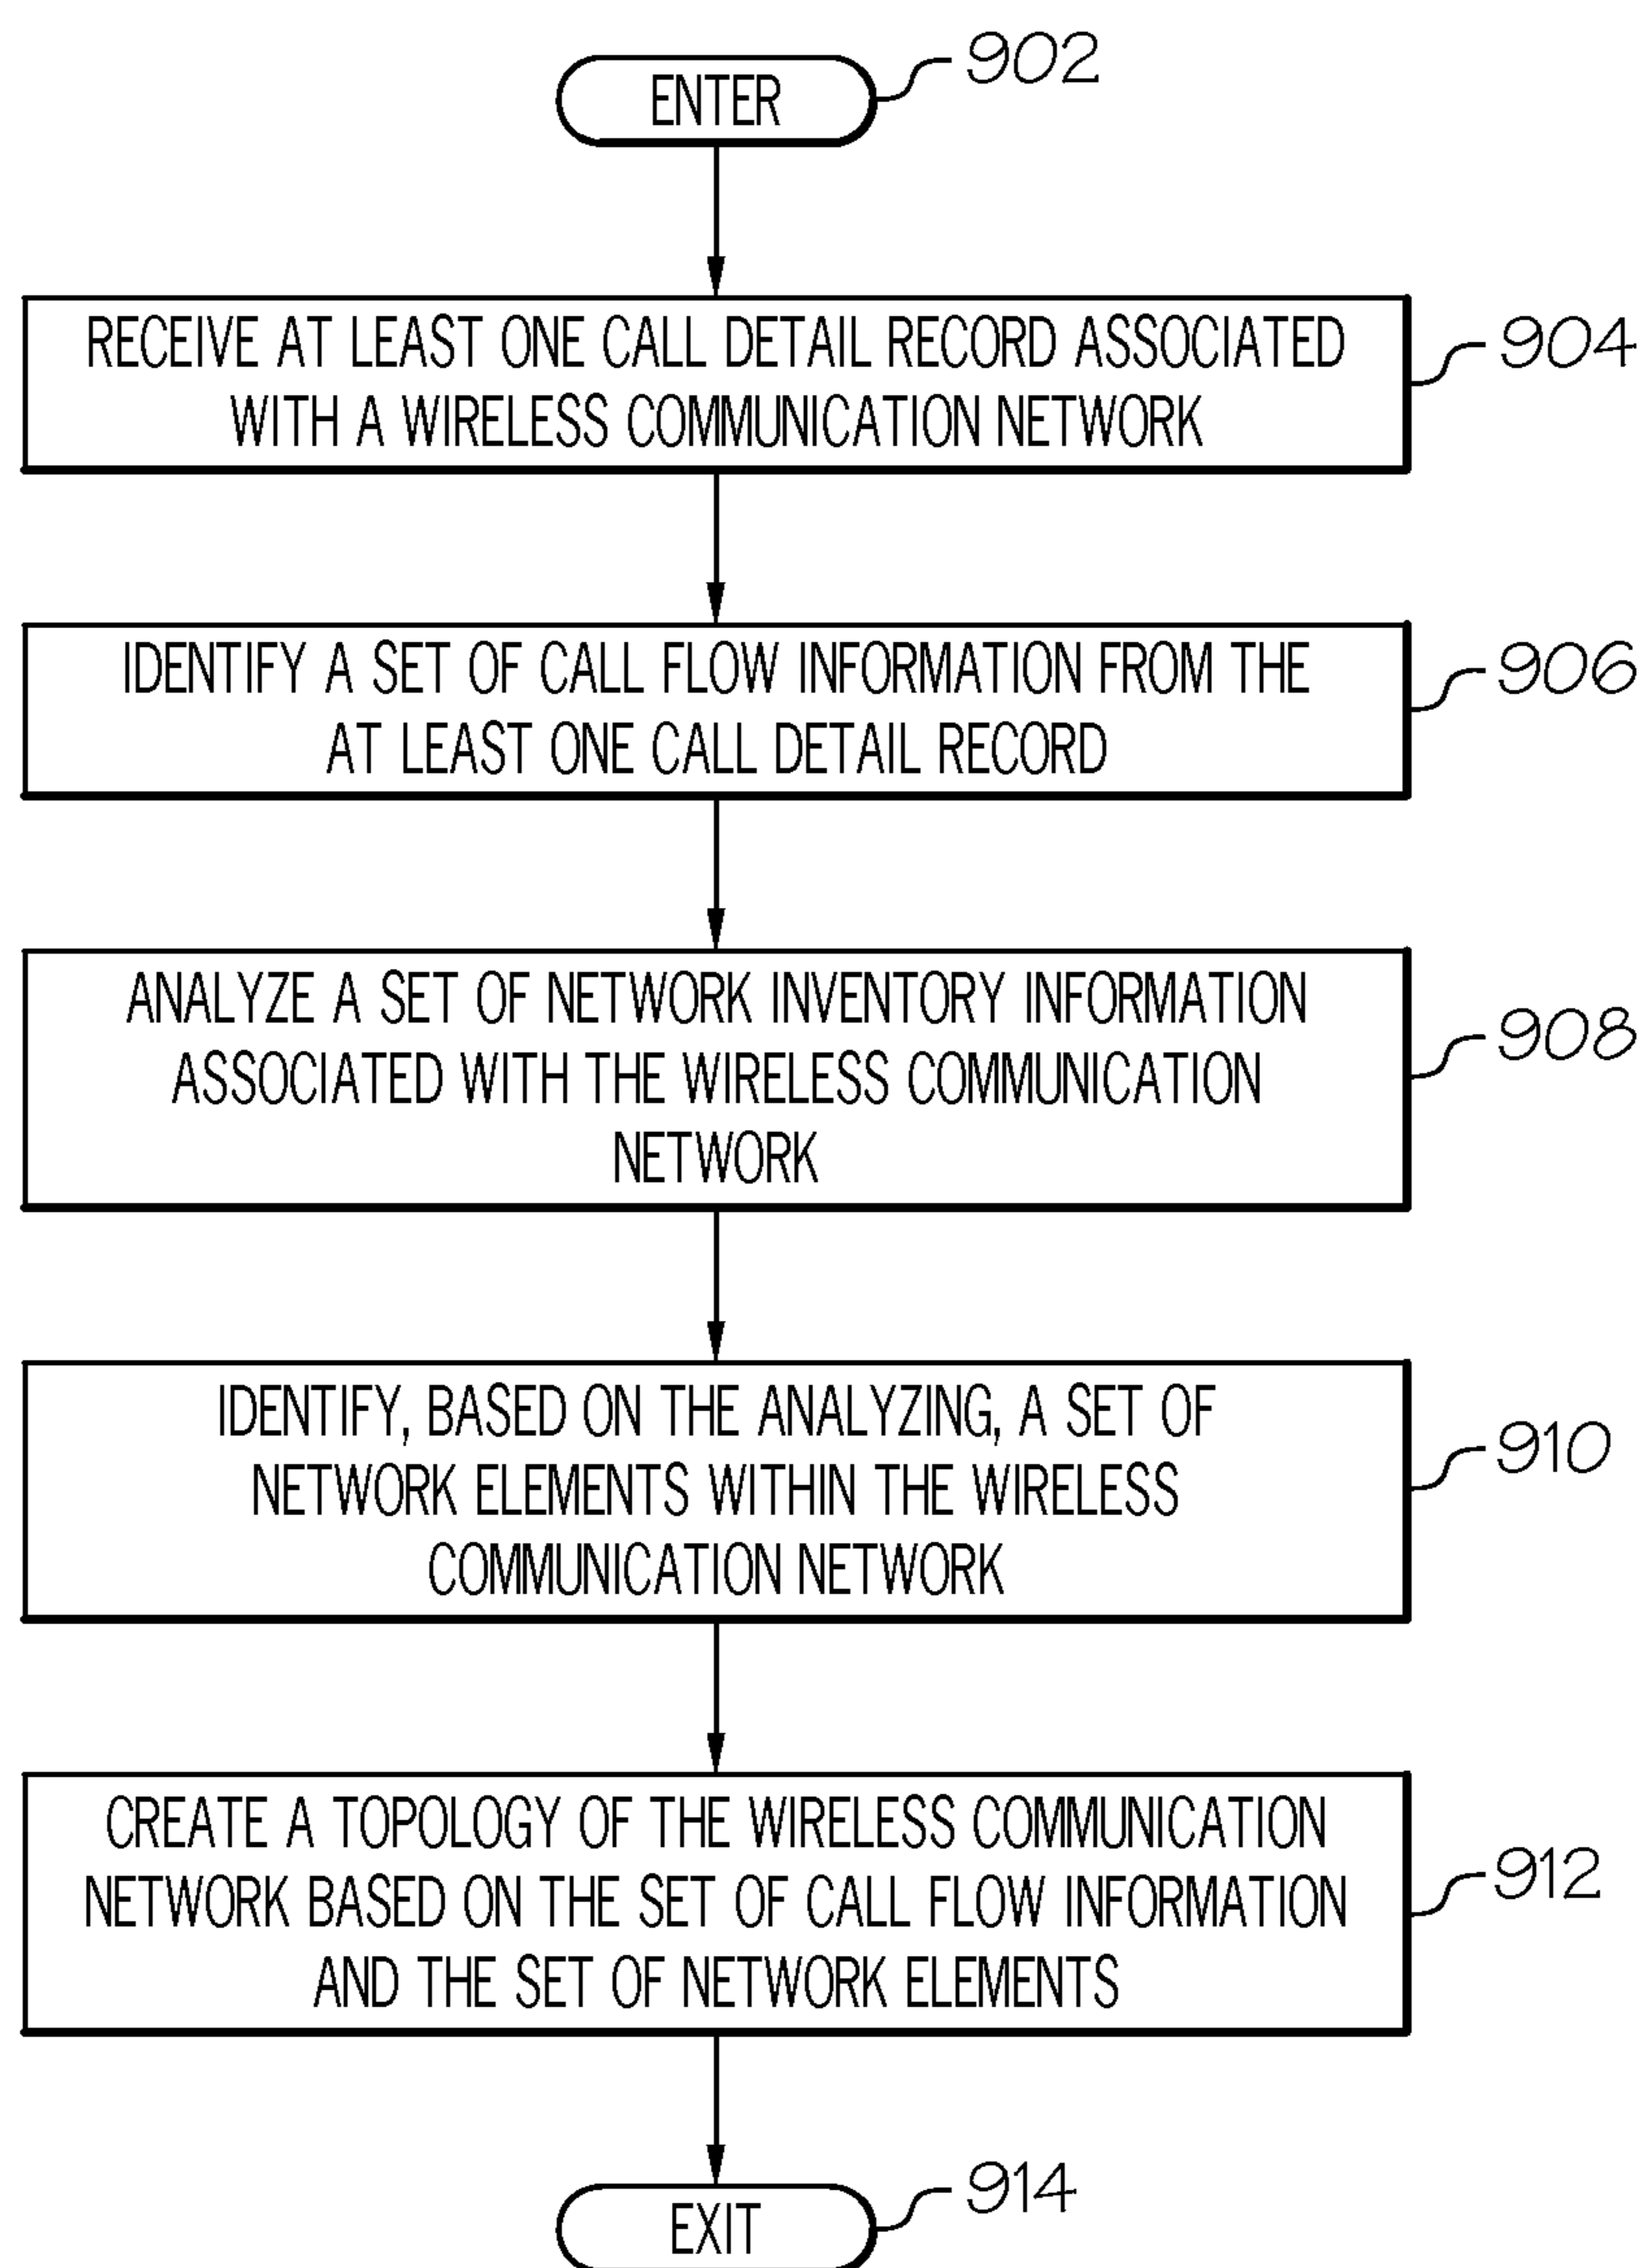 ENTER
902
RECEIVE AT LEAST ONE CALL DETAIL RECORD ASSOCIATED
WITH A WIRELESS COMMUNICATION NETWORK
904
IDENTIFY A SET OF CALL FLOW INFORMATION FROM THE
AT LEAST ONE CALL DETAIL RECORD
906
ANALYZE A SET OF NETWORK INVENTORY INFORMATION
ASSOCIATED WITH THE WIRELESS COMMUNICATION
NETWORK
908
IDENTIFY, BASED ON THE ANALYZING, A SET OF
NETWORK ELEMENTS WITHIN THE WIRELESS
COMMUNICATION NETWORK
910
CREATE A TOPOLOGY OF THE WIRELESS COMMUNICATION
NETWORK BASED ON THE SET OF CALL FLOW INFORMATION
AND THE SET OF NETWORK ELEMENTS
912
EXIT
914